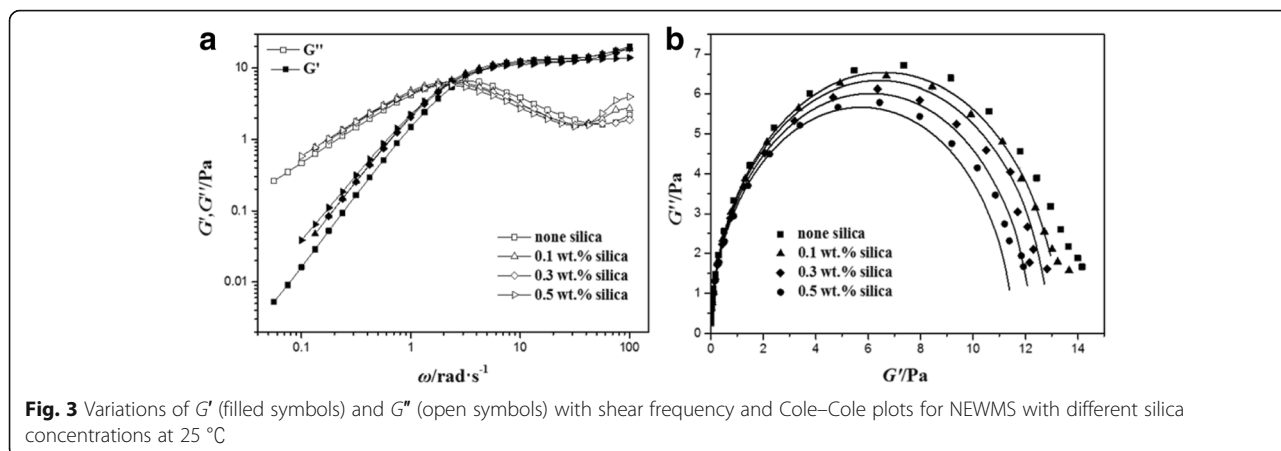 a
G''
G'
G',G''/Pa
10
1
0.1
0.01
none silica
0.1 wt.% silica
0.3 wt.% silica
0.5 wt.% silica
0.1
1
10
100
ω/rad·s⁻¹
b
G''/Pa
7
6
5
4
3
2
1
0
none silica
0.1 wt.% silica
0.3 wt.% silica
0.5 wt.% silica
0
2
4
6
8
10
12
14
G'/Pa
Fig. 3 Variations of G' (filled symbols) and G" (open symbols) with shear frequency and Cole–Cole plots for NEWMS with different silica
concentrations at 25 °C